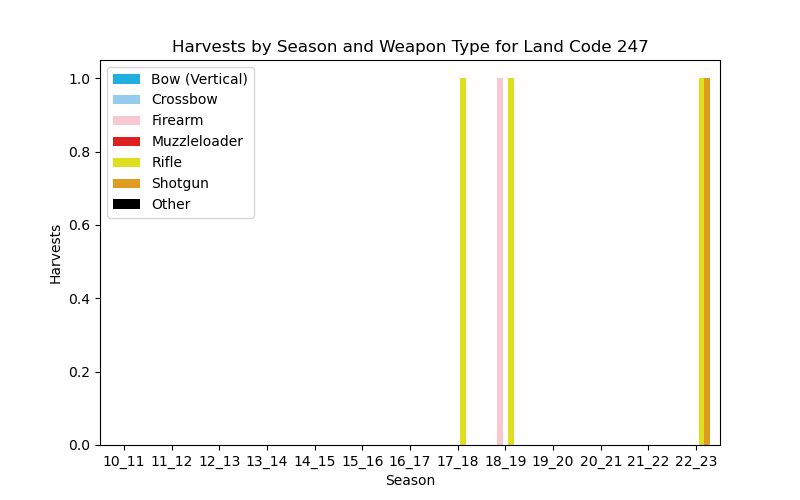 Harvests by Season and Weapon Type for Land Code 247
Bow (Vertical)
Crossbow
Firearm
Muzzleloader
Rifle
Shotgun
Other
Harvests
1.0
0.8
0.6
0.4
0.2
0.0
10_11 11_12 12_13 13_14 14_15 15_16 16_17 17_18 18_19 19_20 20_21 21_22 22_23
Season